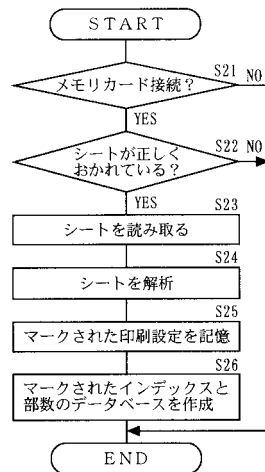 START
S21
メモリカード接続？ NO
YES
S22
シートが正しく NO
おかれている？
YES
S23
シートを読み取る
S24
シートを解析
S25
マークされた印刷設定を記憶
S26
マークされたインデックスと
部数のデータベースを作成
END